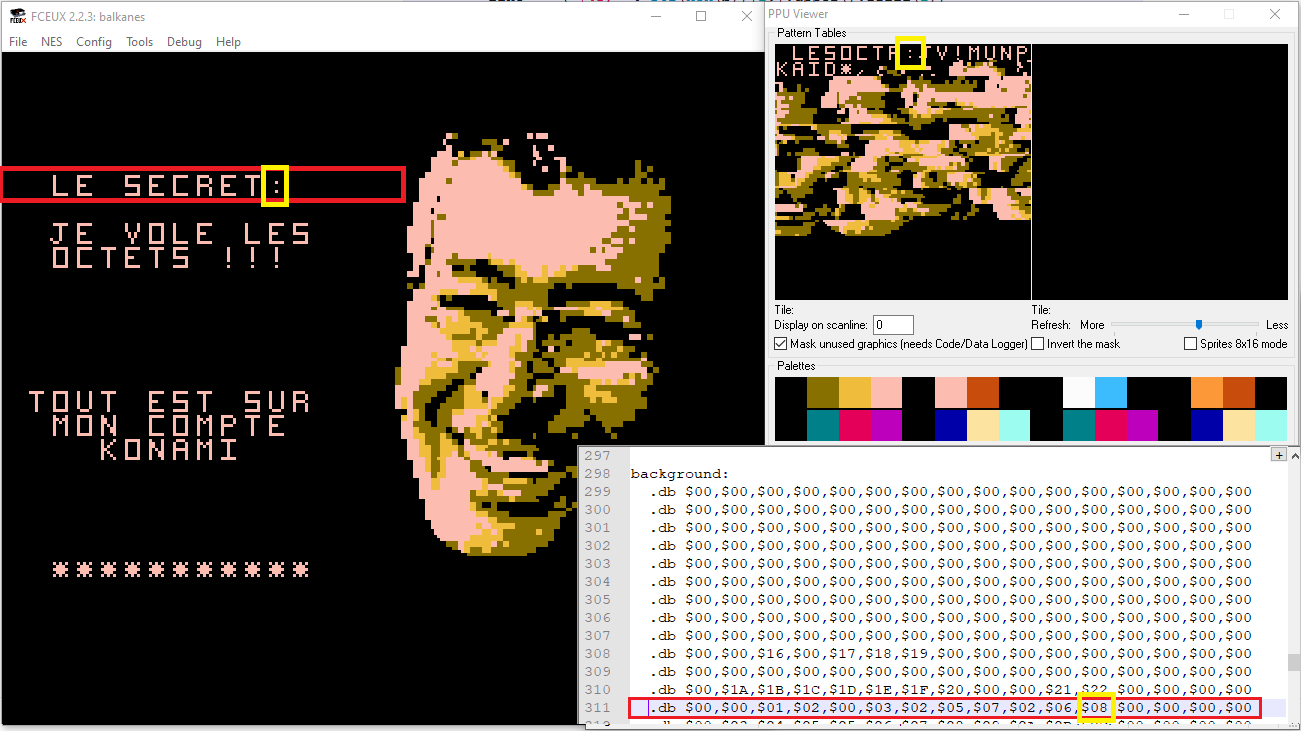 FCEUX 2.2.3: balkanes
File NES Config Tools Debug Help
LE SECRET:
JE VOLE LES
OCTETS !!!
TOUT EST SUR
MON COMPTE
KONAMI
***********
PPU Viewer
Pattern Tables
Tile:
Tile:
Display on scanline: 0
Refresh: More Less
Mask unused graphics (needs Code/Data Logger)
Invert the mask
Sprites 8x16 mode
Palettes
297
298 background:
299 .db $00,$00,$00,$00,$00,$00,$00,$00,$00,$00,$00,$00,$00,$00,$00,$00
300 .db $00,$00,$00,$00,$00,$00,$00,$00,$00,$00,$00,$00,$00,$00,$00,$00
301 .db $00,$00,$00,$00,$00,$00,$00,$00,$00,$00,$00,$00,$00,$00,$00,$00
302 .db $00,$00,$00,$00,$00,$00,$00,$00,$00,$00,$00,$00,$00,$00,$00,$00
303 .db $00,$00,$00,$00,$00,$00,$00,$00,$00,$00,$00,$00,$00,$00,$00,$00
304 .db $00,$00,$00,$00,$00,$00,$00,$00,$00,$00,$00,$00,$00,$00,$00,$00
305 .db $00,$00,$00,$00,$00,$00,$00,$00,$00,$00,$00,$00,$00,$00,$00,$00
306 .db $00,$00,$00,$00,$00,$00,$00,$00,$00,$00,$00,$00,$00,$00,$00,$00
307 .db $00,$00,$00,$00,$00,$00,$00,$00,$00,$00,$00,$00,$00,$00,$00,$00
308 .db $00,$00,$16,$00,$17,$18,$19,$00,$00,$00,$00,$00,$00,$00,$00,$00
309 .db $00,$00,$00,$00,$00,$00,$00,$00,$00,$00,$00,$00,$00,$00,$00,$00
310 .db $00,$1A,$1B,$1C,$1D,$1E,$1F,$20,$00,$00,$21,$22,$00,$00,$00,$00
311 .db $00,$00,$01,$02,$00,$03,$02,$05,$07,$02,$06,$08,$00,$00,$00,$00